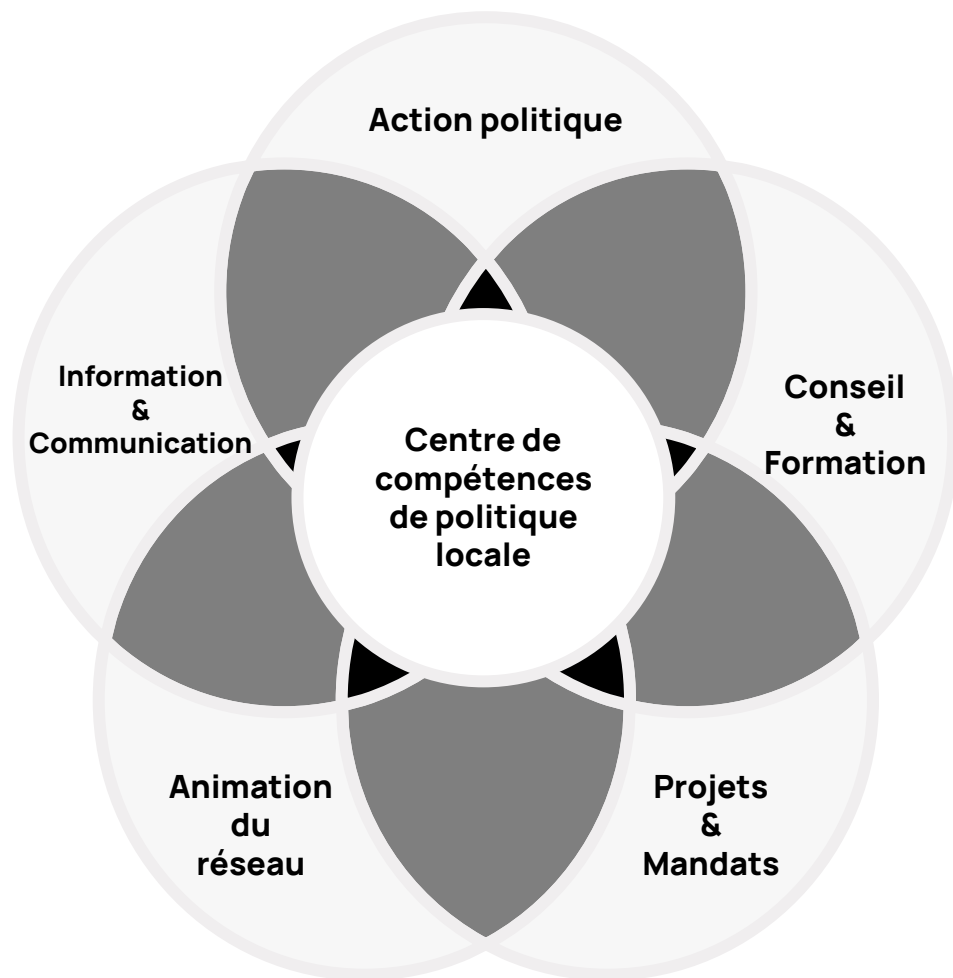 Action politique
Information
&
Communication
Conseil
&
Formation
Centre de
compétences
de politique
locale
Animation
du
réseau
Projets
&
Mandats